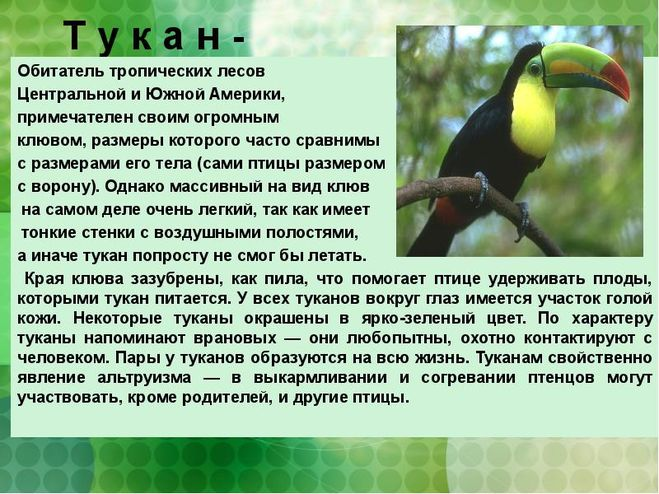 Т у к а н -
Обитатель тропических лесов
Центральной и Южной Америки,
примечателен своим огромным
клювом, размеры которого часто сравнимы
с размерами его тела (сами птицы размером
с ворону). Однако массивный на вид клюв
на самом деле очень легкий, так как имеет
тонкие стенки с воздушными полостями,
а иначе тукан попросту не смог бы летать.
Края клюва зазубрены, как пила, что помогает птице удерживать плоды,
которыми тукан питается. У всех туканов вокруг глаз имеется участок голой
кожи. Некоторые туканы окрашены в ярко-зеленый цвет. По характеру
туканы напоминают врановых — они любопытны, охотно контактируют с
человеком. Пары у туканов образуются на всю жизнь. Туканам свойственно
явление альтруизма — в выкармливании и согревании птенцов могут
участвовать, кроме родителей, и другие птицы.